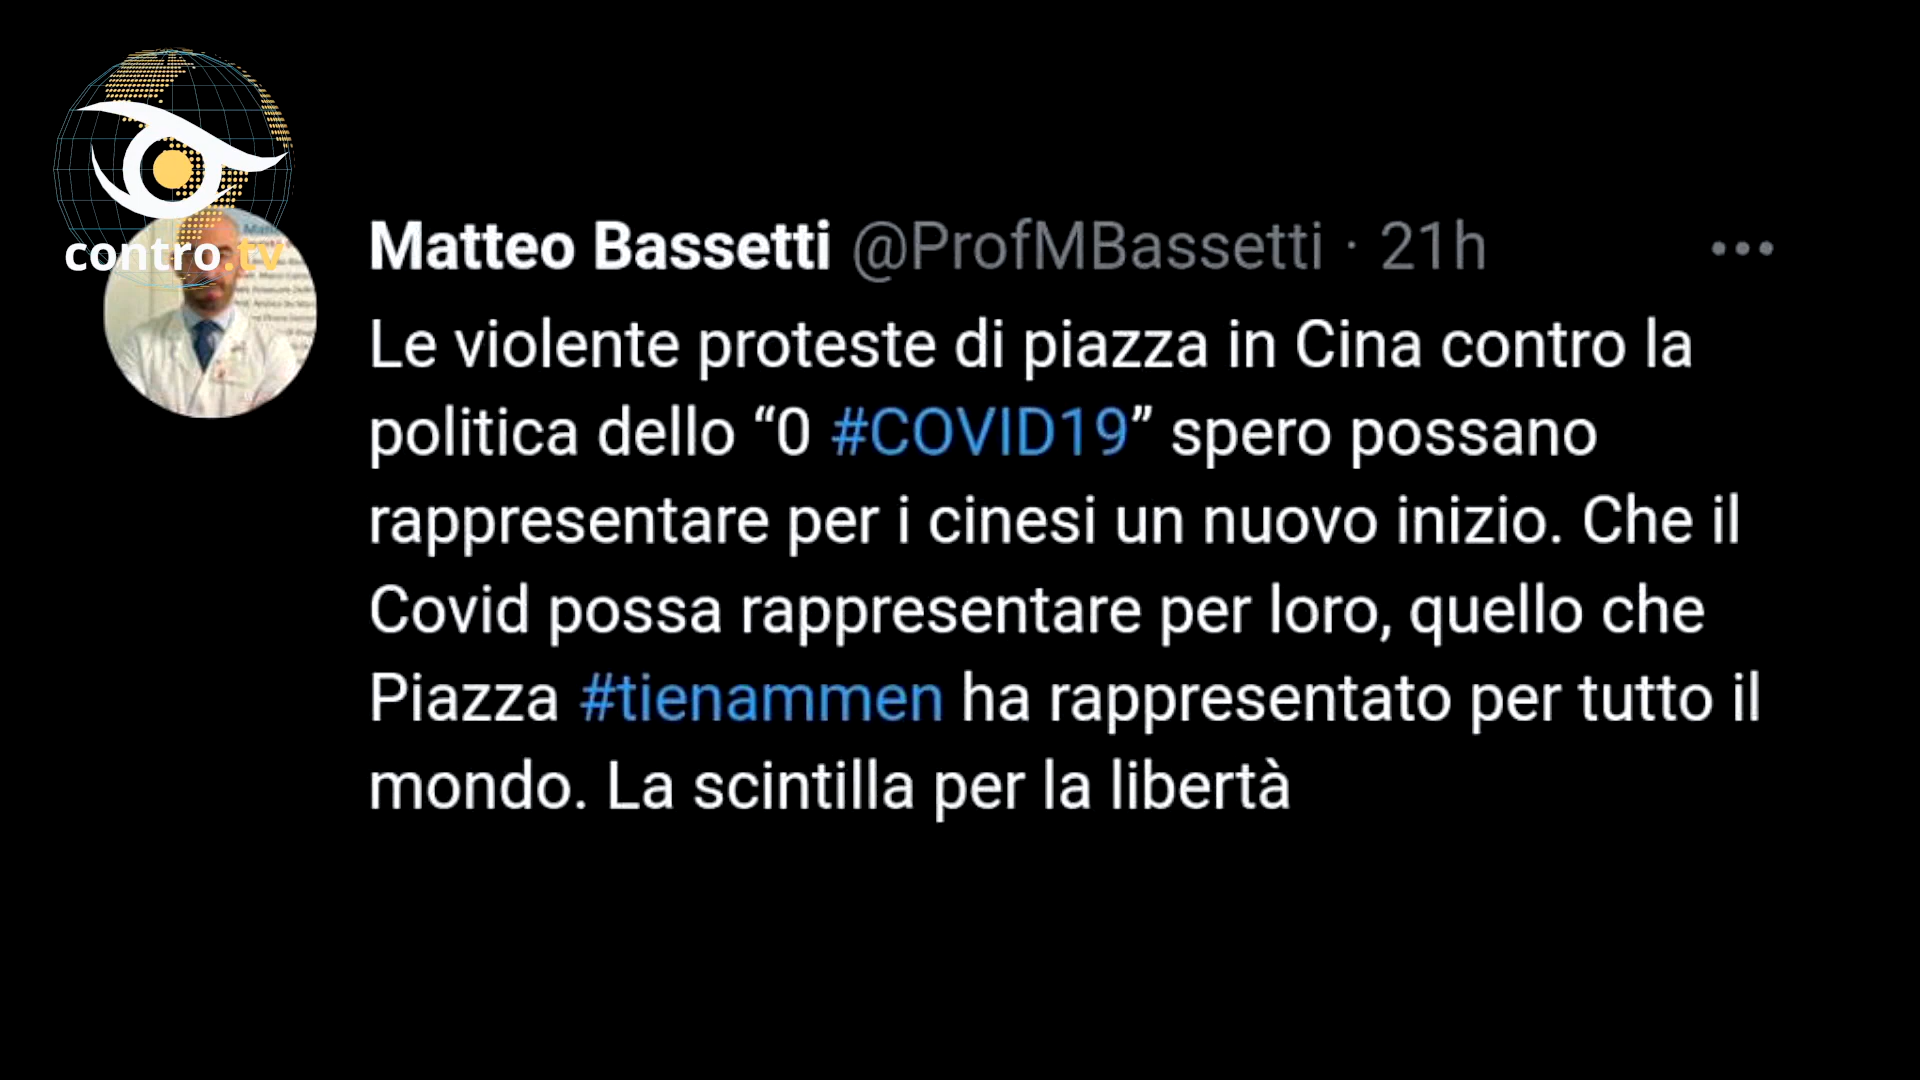 contro.tv
Matteo Bassetti @ProfMBassetti · 21h
Le violente proteste di piazza in Cina contro la
politica dello “0 #COVID19” spero possano
rappresentare per i cinesi un nuovo inizio. Che il
Covid possa rappresentare per loro, quello che
Piazza #tienammen ha rappresentato per tutto il
mondo. La scintilla per la libertà